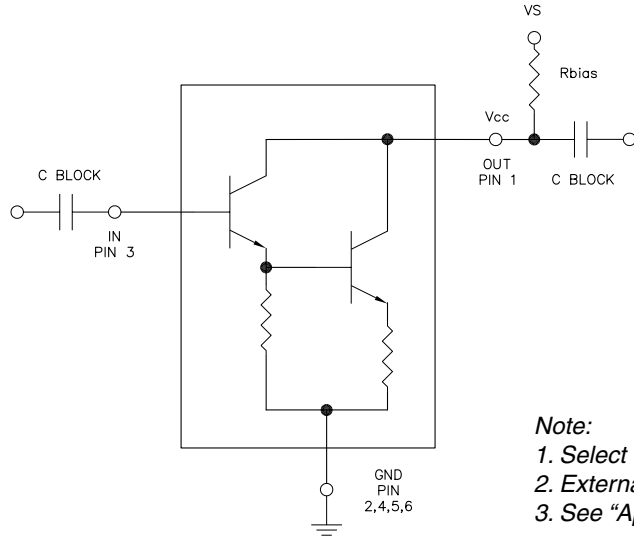 VS
Rbias
Vcc
OUT
PIN 1
C BLOCK
C BLOCK
IN
PIN 3
GND
PIN
2,4,5,6
Note:
1. Select
2. Externa
3. See “Ap